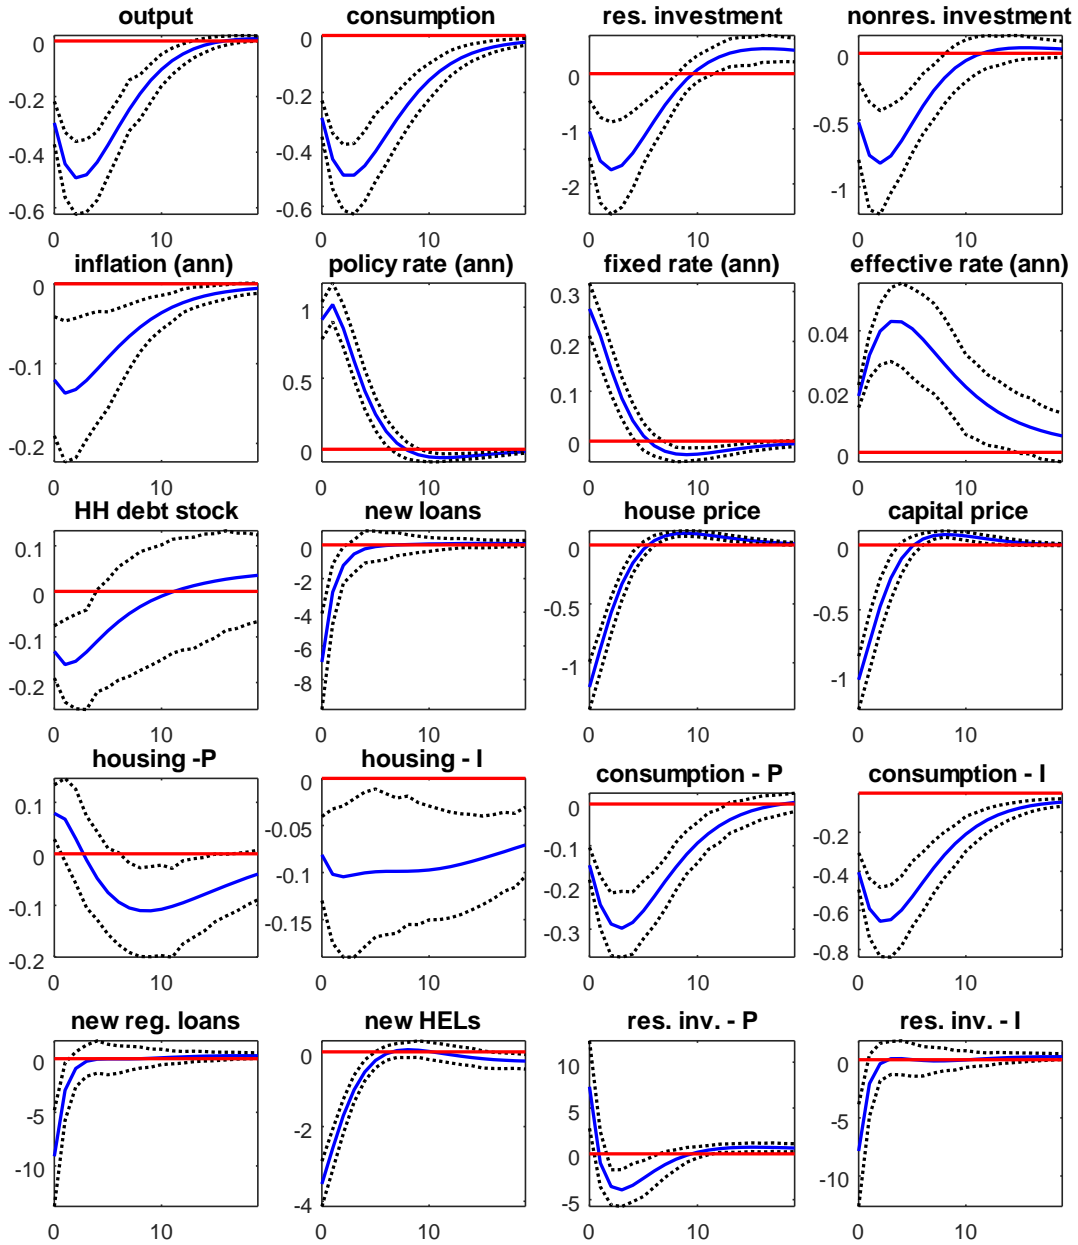 output consumption res. investment nonres. investment
0 0 0 0
-0.2 -0.2 -1 -0.5
-0.4 -0.4 -2 -1
-0.6 -0.6
0 10 0 10 0 10 0 10
inflation (ann) policy rate (ann) fixed rate (ann) effective rate (ann)
0 1 0.3 0.04
-0.1 0.5 0.2 0.02
-0.2 0 0.1 0
0
0 10 0 10 0 10 0 10
HH debt stock new loans house price capital price
0.1 0 0 0
0 -2 -0.5 -0.5
-0.1 -4 -1 -1
-0.2 -6
-8
0 10 0 10 0 10 0 10
housing -P housing - I consumption - P consumption - I
0.1 0 0 -0.2
0 -0.05 -0.1 -0.4
-0.1 -0.1 -0.2 -0.6
-0.2 -0.15 -0.3 -0.8
0 10 0 10 0 10 0 10
new reg. loans new HELs res. inv. - P res. inv. - I
0 0 10 0
-5 -2 5 -5
-10 -4 0 -10
-5
0 10 0 10 0 10 0 10